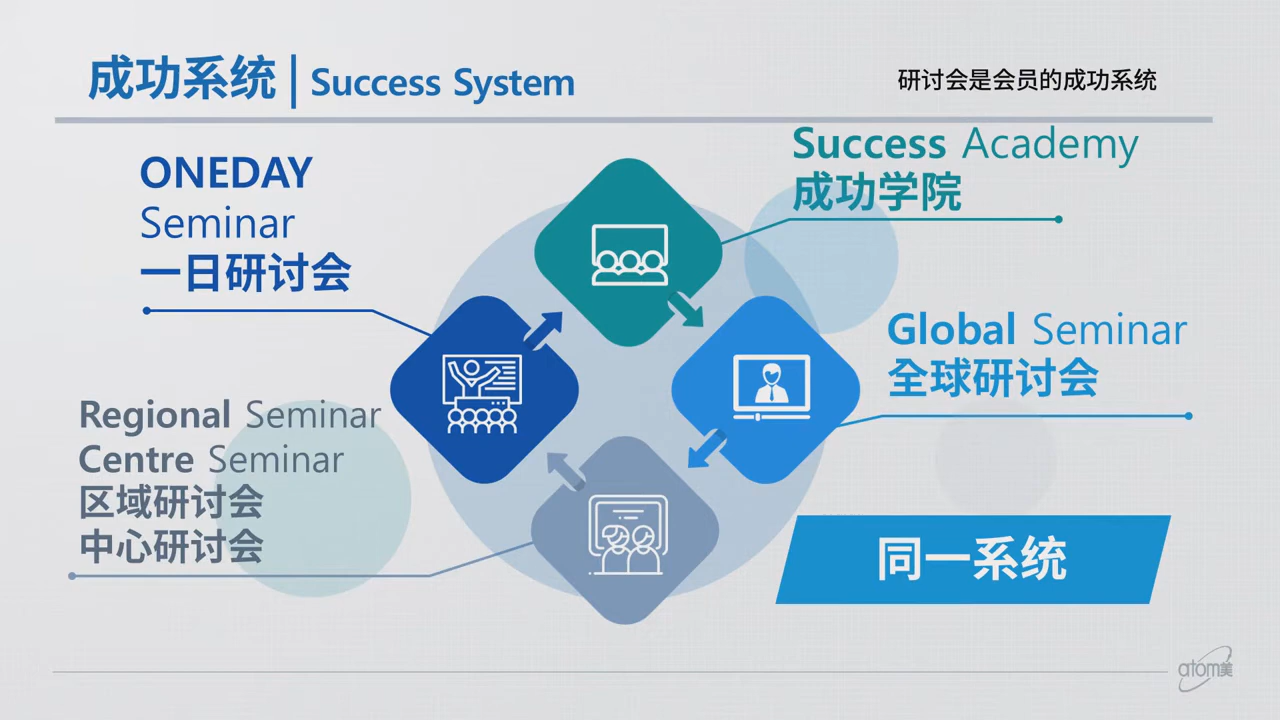 成功系统 | Success System
研讨会是会员的成功系统
ONEDAY
Seminar
一日研讨会
Success Academy
成功学院
Global Seminar
全球研讨会
Regional Seminar
Centre Seminar
区域研讨会
中心研讨会
同一系统
atom美